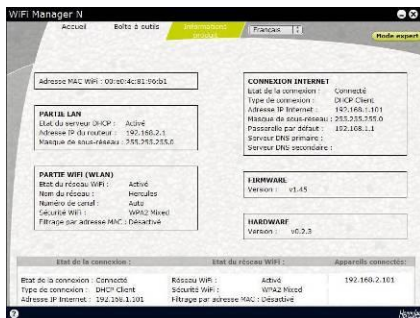 WiFi Manager N
Accueil
Boîte à outils
Informations
produit
Français
Mode expert
Adresse MAC WiFi : 00:e0:4c:81:96:b1
PARTIE LAN
Etat du serveur DHCP : Activé
Adresse IP du routeur : 192.168.2.1
Masque de sous-réseau : 255.255.255.0
PARTIE WIFI (WLAN)
Etat du réseau WiFi : Activé
Nom du réseau : Hercules
Numéro de canal : Auto
Sécurité WiFi : WPA2 Mixed
Filtrage par adresse MAC : Désactivé
CONNEXION INTERNET
Etat de la connexion : Connecté
Type de connexion : DHCP Client
Adresse IP Internet : 192.168.1.101
Masque de sous-réseau : 255.255.255.0
Passerelle par défaut : 192.168.1.1
Serveur DNS primaire :
Serveur DNS secondaire :
FIRMWARE
Version : v1.45
HARDWARE
Version : v0.2.3
Etat de la connexion :
Etat de la connexion : Connecté
Type de connexion : DHCP Client
Adresse IP Internet : 192.168.1.101
Etat du réseau WiFi :
Réseau WiFi : Activé
Sécurité WiFi : WPA2 Mixed
Filtrage par adresse MAC : Désactivé
Appareils connectés:
192.168.2.101